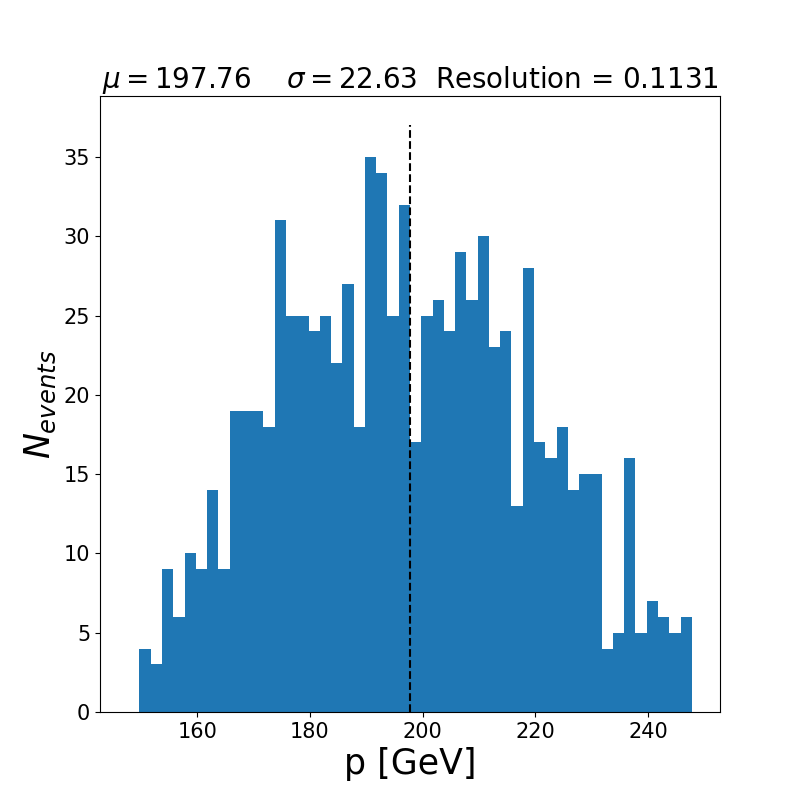 μ = 197.76 σ = 22.63 Resolution = 0.1131
35
30
25
20
15
10
5
0
N_events
160 180 200 220 240
p [GeV]